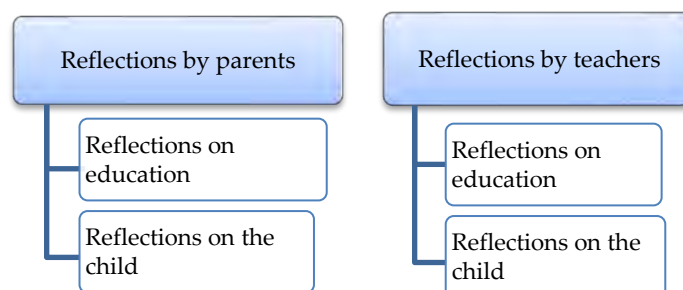 Reflections by parents
Reflections on
education
Reflections on the
child
Reflections by teachers
Reflections on
education
Reflections on the
child